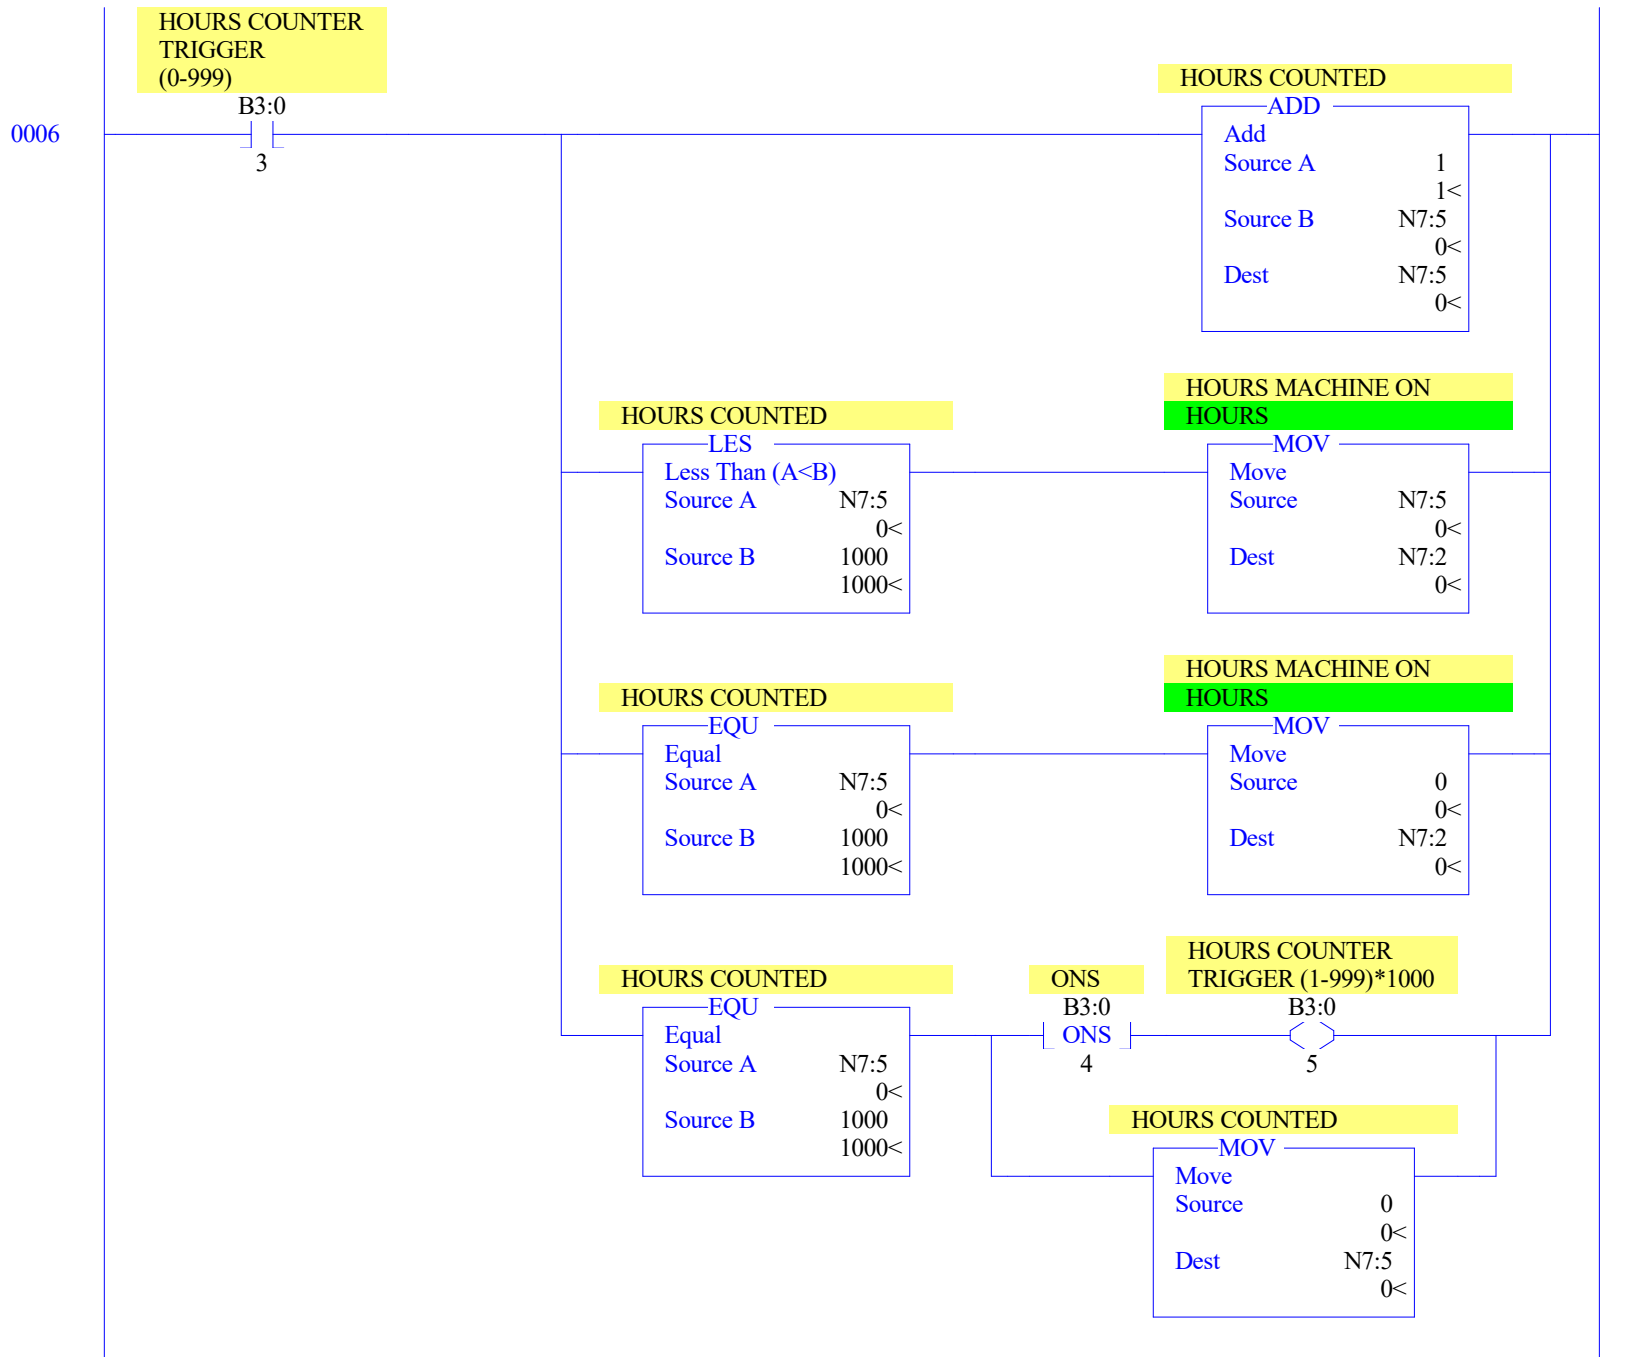 HOURS COUNTER
TRIGGER
(0-999)
B3:0
3
0006
HOURS COUNTED
ADD
Add
Source A 1
1<
Source B N7:5
0<
Dest N7:5
0<
HOURS COUNTED
LES
Less Than (A<B)
Source A N7:5
0<
Source B 1000
1000<
HOURS MACHINE ON
HOURS
MOV
Move
Source N7:5
0<
Dest N7:2
0<
HOURS COUNTED
EQU
Equal
Source A N7:5
0<
Source B 1000
1000<
HOURS MACHINE ON
HOURS
MOV
Move
Source 0
0<
Dest N7:2
0<
HOURS COUNTED
EQU
Equal
Source A N7:5
0<
Source B 1000
1000<
ONS
B3:0
ONS
4
HOURS COUNTER
TRIGGER (1-999)*1000
B3:0
5
HOURS COUNTED
MOV
Move
Source 0
0<
Dest N7:5
0<